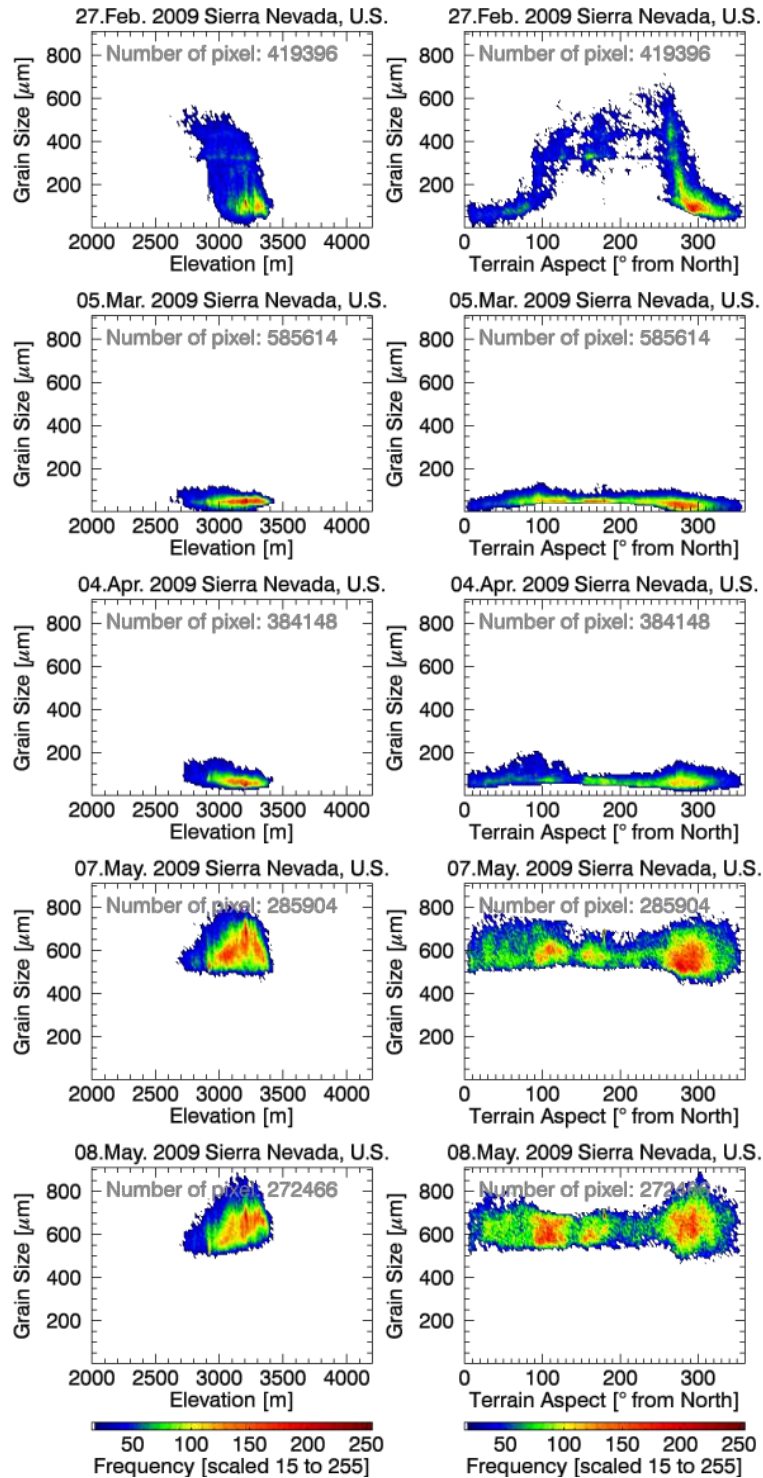 27.Feb. 2009 Sierra Nevada, U.S.
Number of pixel: 419396
Grain Size [μm]
800
600
400
200
2000 2500 3000 3500 4000
Elevation [m]
27.Feb. 2009 Sierra Nevada, U.S.
Number of pixel: 419396
Grain Size [μm]
800
600
400
200
0 100 200 300
Terrain Aspect [° from North]
05.Mar. 2009 Sierra Nevada, U.S.
Number of pixel: 585614
Grain Size [μm]
800
600
400
200
2000 2500 3000 3500 4000
Elevation [m]
05.Mar. 2009 Sierra Nevada, U.S.
Number of pixel: 585614
Grain Size [μm]
800
600
400
200
0 100 200 300
Terrain Aspect [° from North]
04.Apr. 2009 Sierra Nevada, U.S.
Number of pixel: 384148
Grain Size [μm]
800
600
400
200
2000 2500 3000 3500 4000
Elevation [m]
04.Apr. 2009 Sierra Nevada, U.S.
Number of pixel: 384148
Grain Size [μm]
800
600
400
200
0 100 200 300
Terrain Aspect [° from North]
07.May. 2009 Sierra Nevada, U.S.
Number of pixel: 285904
Grain Size [μm]
800
600
400
200
2000 2500 3000 3500 4000
Elevation [m]
07.May. 2009 Sierra Nevada, U.S.
Number of pixel: 285904
Grain Size [μm]
800
600
400
200
0 100 200 300
Terrain Aspect [° from North]
08.May. 2009 Sierra Nevada, U.S.
Number of pixel: 272466
Grain Size [μm]
800
600
400
200
2000 2500 3000 3500 4000
Elevation [m]
08.May. 2009 Sierra Nevada, U.S.
Number of pixel: 272466
Grain Size [μm]
800
600
400
200
0 100 200 300
Terrain Aspect [° from North]
50 100 150 200 250
Frequency [scaled 15 to 255]
50 100 150 200 250
Frequency [scaled 15 to 255]